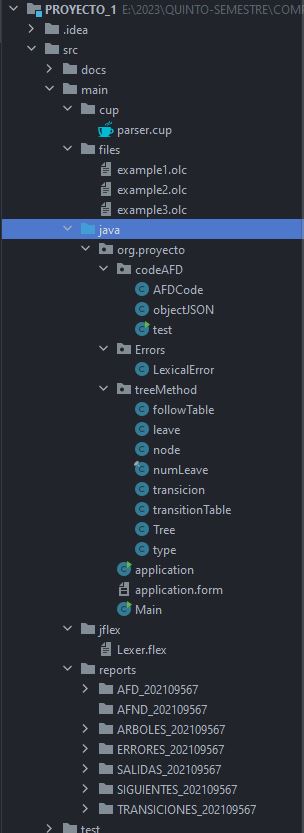 PROYECTO_1 E:\2023\QUINTO-SEMESTRE\COMP
.idea
src
docs
main
cup
parser.cup
files
example1.olc
example2.olc
example3.olc
java
org.proyecto
codeAFD
AFDCode
objectJSON
test
Errors
LexicalError
treeMethod
followTable
leave
node
numLeave
transicion
transitionTable
Tree
type
application
application.form
Main
jflex
Lexer.flex
reports
AFD_202109567
AFND_202109567
ARBOLES_202109567
ERRORES_202109567
SALIDAS_202109567
SIGUIENTES_202109567
TRANSICIONES_202109567
test